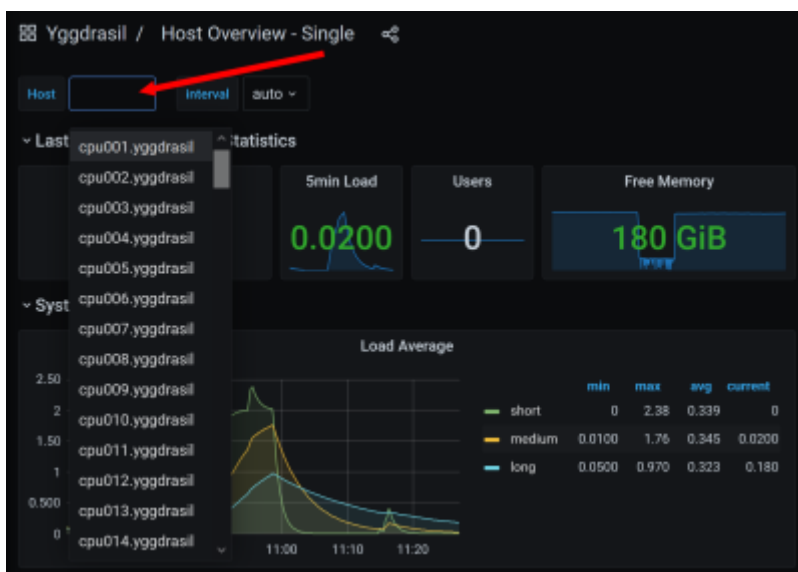 Yggdrasil / Host Overview - Single
Host Interval auto
Last tatistics
cpu001.yggdrasil
cpu002.yggdrasil
cpu003.yggdrasil
cpu004.yggdrasil
cpu005.yggdrasil
cpu006.yggdrasil
cpu007.yggdrasil
cpu008.yggdrasil
cpu009.yggdrasil
cpu010.yggdrasil
cpu011.yggdrasil
cpu012.yggdrasil
cpu013.yggdrasil
cpu014.yggdrasil
5min Load
0.0200
Users
0
Free Memory
180 GiB
Syst
Load Average
2.50
2
1.50
1
0.500
0
11:00 11:10 11:20
min max avg current
short 0 2.38 0.339 0
medium 0.0100 1.76 0.345 0.0200
long 0.0500 0.970 0.323 0.180